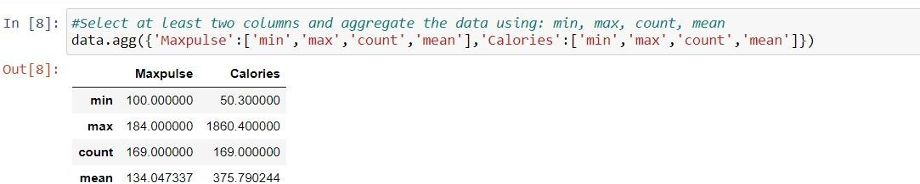 In [8]: #Select at least two columns and aggregate the data using: min, max, count, mean
data.agg({'Maxpulse':['min','max','count','mean'],'Calories':['min','max','count','mean']})
Out[8]:
Maxpulse Calories
min 100.000000 50.300000
max 184.000000 1860.400000
count 169.000000 169.000000
mean 134.047337 375.790244